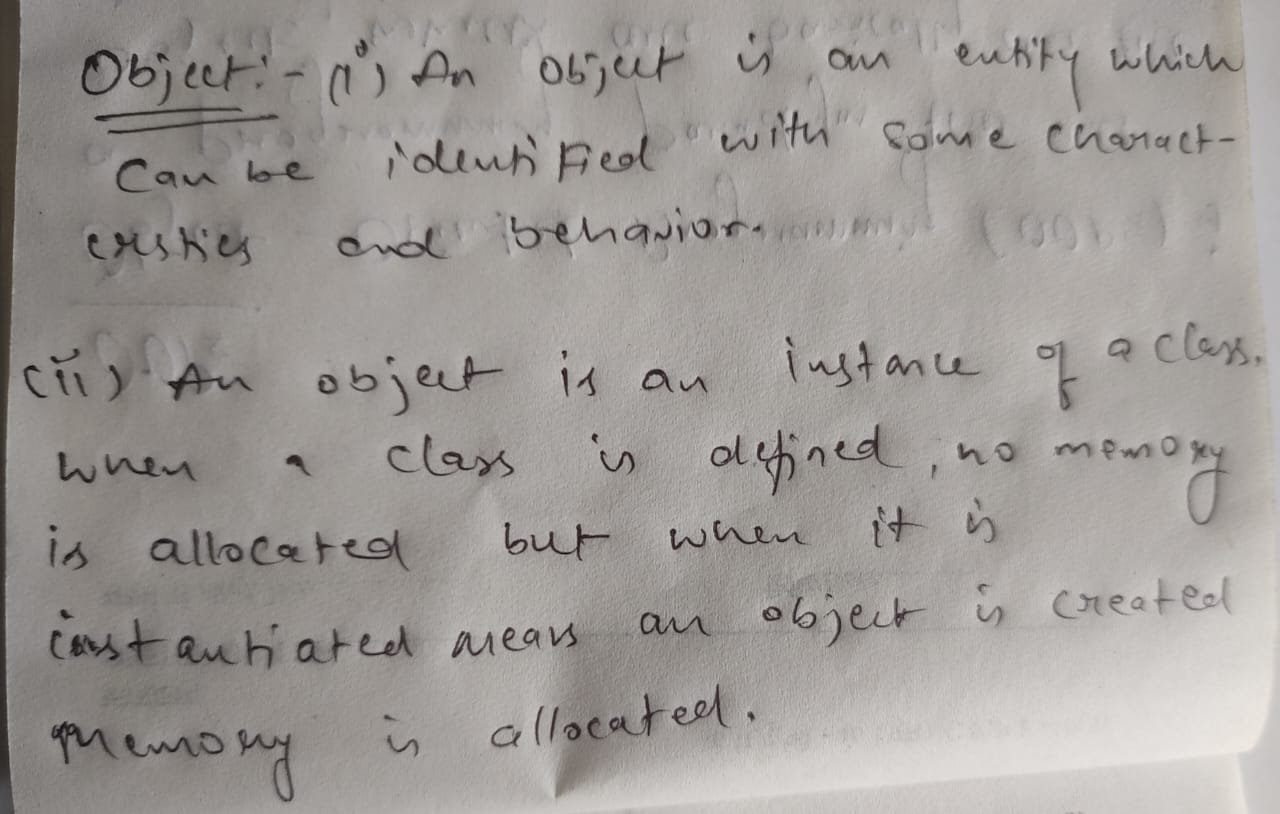 Object:- (i) An object is an entity which
Can be identified with some charact-
eristics and behavior.
(ii) An object is an instance of a class.
when a class is defined, no memory
is allocated but when it is
instantiated means an object is created
memory is allocated.